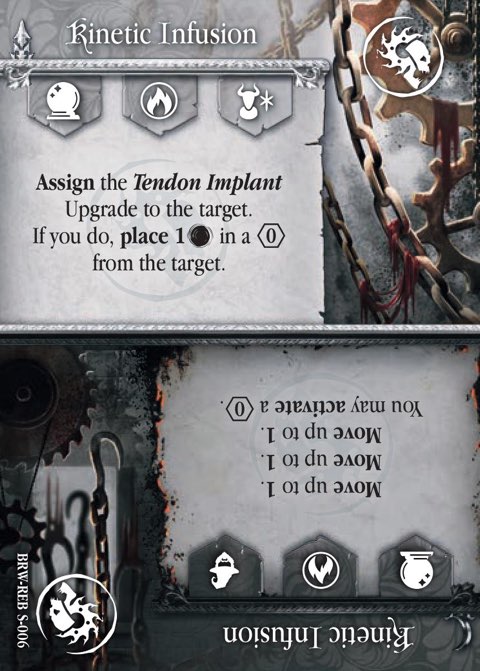 Kinetic Infusion
Assign the Tendon Implant
Upgrade to the target.
If you do, place 1 in a 0
from the target.
Kinetic Infusion
Move up to 1.
Move up to 1.
Move up to 1.
You may activate a 0.
BRW-REB S-006